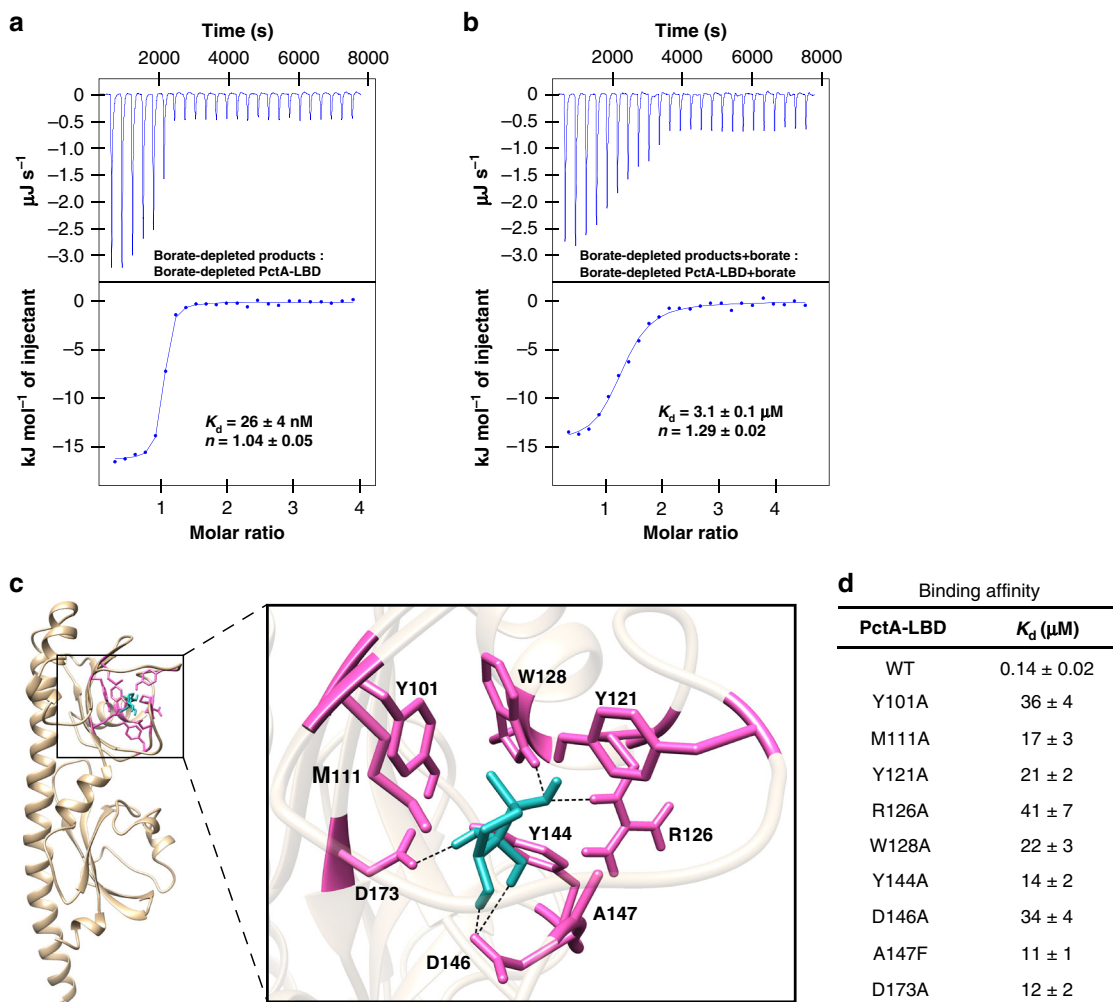 a
Time (s)
2000 4000 6000 8000
0
−0.5
−1.0
−1.5
−2.0
−2.5
−3.0
μJ s⁻¹
Borate-depleted products :
Borate-depleted PctA-LBD
0
−5
−10
−15
kJ mol⁻¹ of injectant
Kd = 26 ± 4 nM
n = 1.04 ± 0.05
1 2 3 4
Molar ratio
b
Time (s)
2000 4000 6000 8000
0
−0.5
−1.0
−1.5
−2.0
−2.5
−3.0
μJ s⁻¹
Borate-depleted products+borate :
Borate-depleted PctA-LBD+borate
0
−5
−10
−15
kJ mol⁻¹ of injectant
Kd = 3.1 ± 0.1 μM
n = 1.29 ± 0.02
1 2 3 4
Molar ratio
c
W128
Y101
Y121
M111
Y144
R126
D173
A147
D146
d
Binding affinity
PctA-LBD Kd (μM)
WT 0.14 ± 0.02
Y101A 36 ± 4
M111A 17 ± 3
Y121A 21 ± 2
R126A 41 ± 7
W128A 22 ± 3
Y144A 14 ± 2
D146A 34 ± 4
A147F 11 ± 1
D173A 12 ± 2